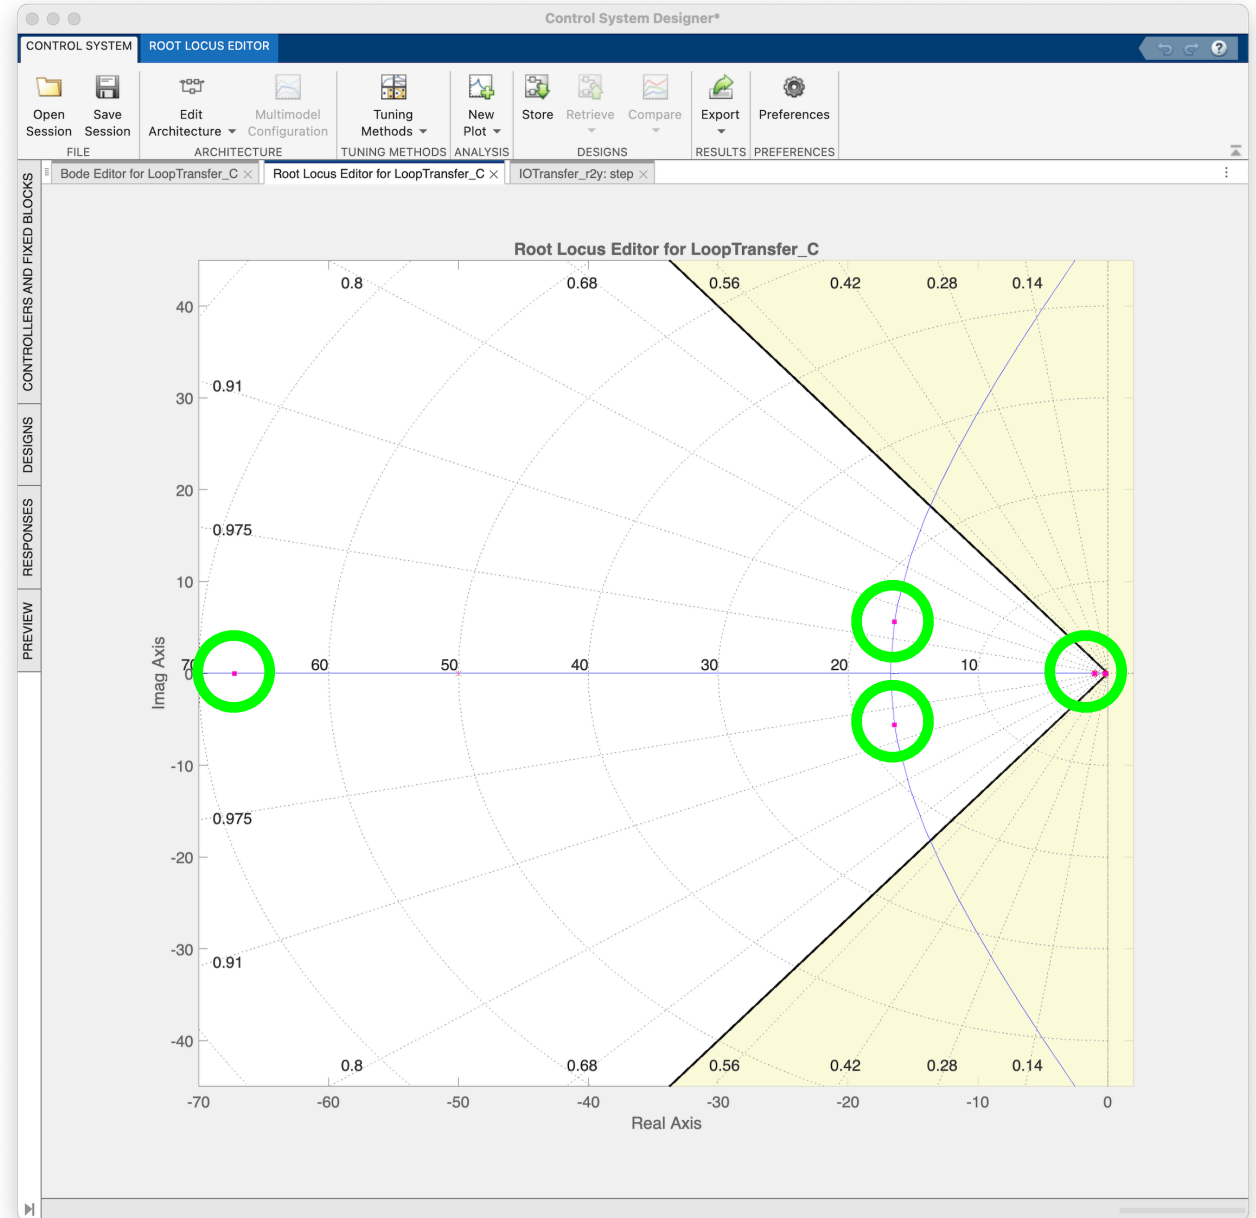 Control System Designer*
CONTROL SYSTEM ROOT LOCUS EDITOR
?
Open Session
Save Session
FILE
Edit Architecture
Multimodel Configuration
ARCHITECTURE
Tuning Methods
TUNING METHODS
New Plot
ANALYSIS
Store
Retrieve
Compare
DESIGNS
Export
RESULTS
Preferences
PREFERENCES
CONTROLLERS AND FIXED BLOCKS
DESIGNS
RESPONSES
PREVIEW
Bode Editor for LoopTransfer_C
Root Locus Editor for LoopTransfer_C
IOTransfer_r2y: step
Root Locus Editor for LoopTransfer_C
0.8 0.68 0.56 0.42 0.28 0.14
40
0.91
30
20
0.975
10
70 60 50 40 30 20 10
0
-10
0.975
-20
-30
0.91
-40
0.8 0.68 0.56 0.42 0.28 0.14
Imag Axis
-70 -60 -50 -40 -30 -20 -10 0
Real Axis